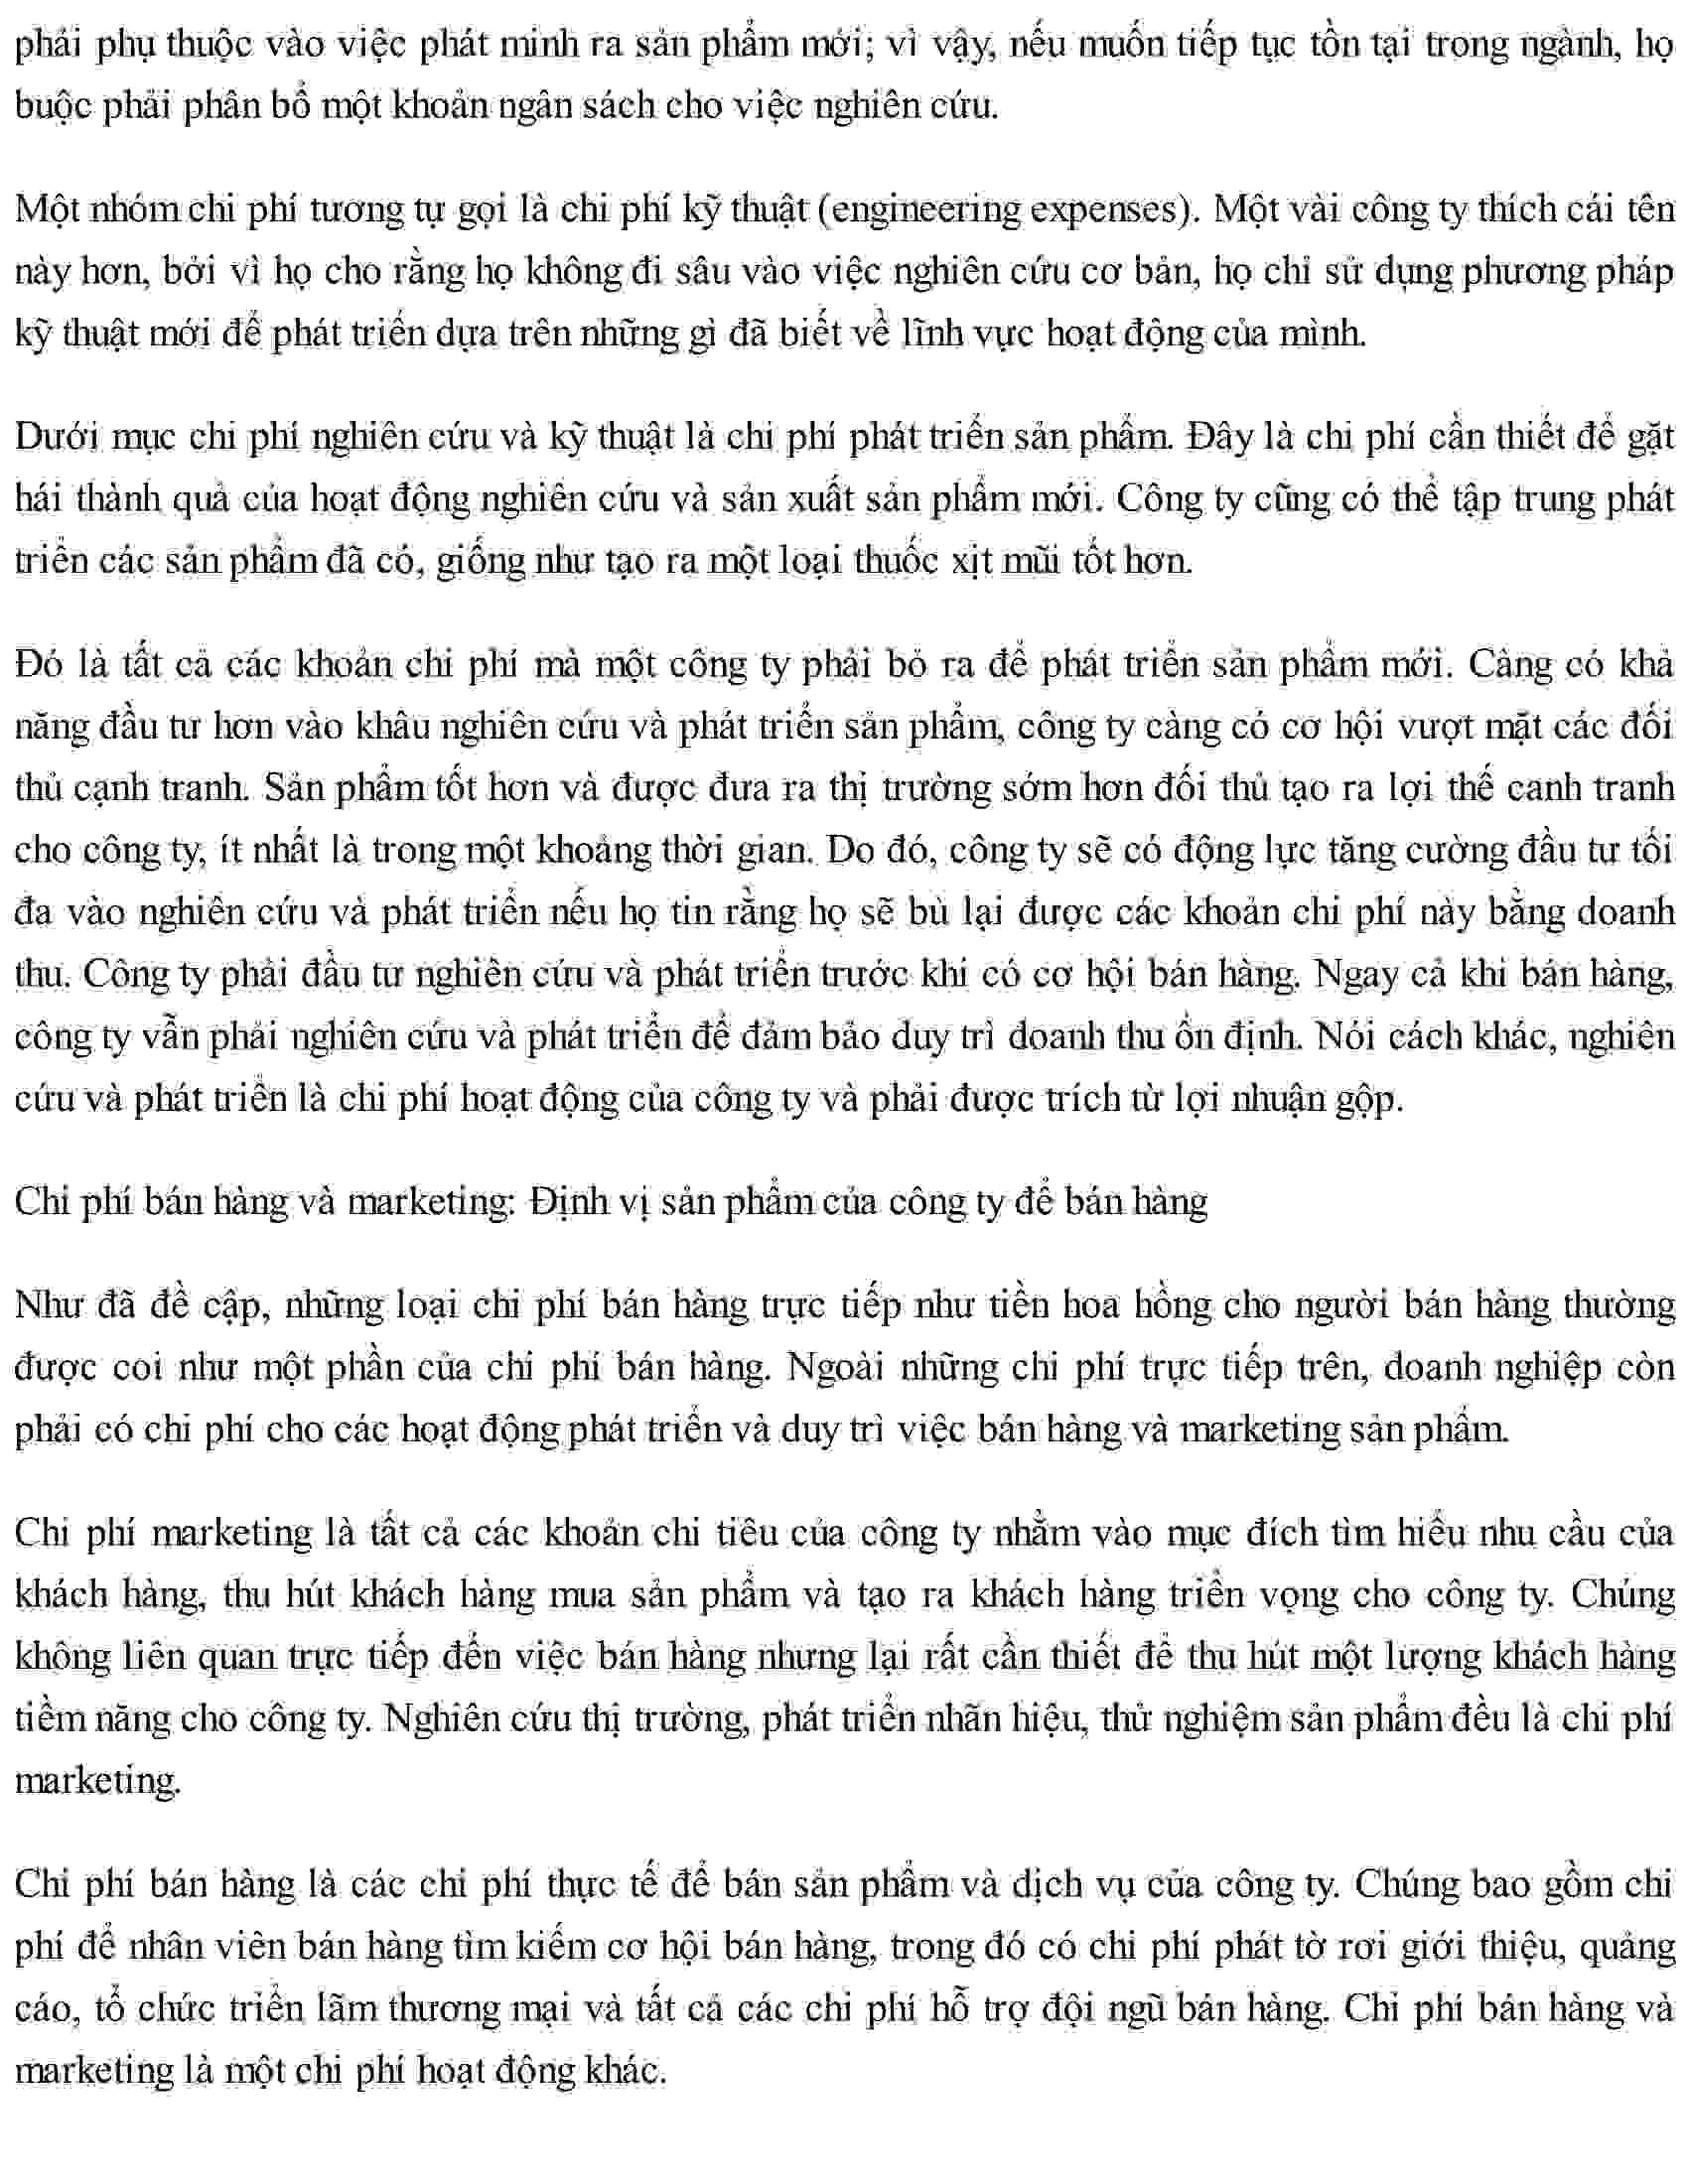 phải phụ thuộc vào việc phát minh ra sản phẩm mới; vì vậy, nếu muốn tiếp tục tồn tại trong ngành, họ
buộc phải phân bổ một khoản ngân sách cho việc nghiên cứu.
Một nhóm chi phí tương tự gọi là chi phí kỹ thuật (engineering expenses). Một vài công ty thích cái tên
này hơn, bởi vì họ cho rằng họ không đi sâu vào việc nghiên cứu cơ bản, họ chỉ sử dụng phương pháp
kỹ thuật mới để phát triển dựa trên những gì đã biết về lĩnh vực hoạt động của mình.
Dưới mục chi phí nghiên cứu và kỹ thuật là chi phí phát triển sản phẩm. Đây là chi phí cần thiết để gặt
hái thành quả của hoạt động nghiên cứu và sản xuất sản phẩm mới. Công ty cũng có thể tập trung phát
triển các sản phẩm đã có, giống như tạo ra một loại thuốc xịt mũi tốt hơn.
Đó là tất cả các khoản chi phí mà một công ty phải bỏ ra để phát triển sản phẩm mới. Càng có khả
năng đầu tư hơn vào khâu nghiên cứu và phát triển sản phẩm, công ty càng có cơ hội vượt mặt các đối
thủ cạnh tranh. Sản phẩm tốt hơn và được đưa ra thị trường sớm hơn đối thủ tạo ra lợi thế canh tranh
cho công ty, ít nhất là trong một khoảng thời gian. Do đó, công ty sẽ có động lực tăng cường đầu tư tối
đa vào nghiên cứu và phát triển nếu họ tin rằng họ sẽ bù lại được các khoản chi phí này bằng doanh
thu. Công ty phải đầu tư nghiên cứu và phát triển trước khi có cơ hội bán hàng. Ngay cả khi bán hàng,
công ty vẫn phải nghiên cứu và phát triển để đảm bảo duy trì doanh thu ổn định. Nói cách khác, nghiên
cứu và phát triển là chi phí hoạt động của công ty và phải được trích từ lợi nhuận gộp.
Chi phí bán hàng và marketing: Định vị sản phẩm của công ty để bán hàng
Như đã đề cập, những loại chi phí bán hàng trực tiếp như tiền hoa hồng cho người bán hàng thường
được coi như một phần của chí phí bán hàng. Ngoài những chi phí trực tiếp trên, doanh nghiệp còn
phải có chi phí cho các hoạt động phát triển và duy trì việc bán hàng và marketing sản phẩm.
Chi phí marketing là tất cả các khoản chi tiêu của công ty nhằm vào mục đích tìm hiểu nhu cầu của
khách hàng, thu hút khách hàng mua sản phẩm và tạo ra khách hàng triển vọng cho công ty. Chúng
không liên quan trực tiếp đến việc bán hàng nhưng lại rất cần thiết để thu hút một lượng khách hàng
tiềm năng cho công ty. Nghiên cứu thị trường, phát triển nhãn hiệu, thử nghiệm sản phẩm đều là chi phí
marketing.
Chi phí bán hàng là các chi phí thực tế để bán sản phẩm và dịch vụ của công ty. Chúng bao gồm chi
phí để nhân viên bán hàng tìm kiếm cơ hội bán hàng, trong đó có chi phí phát tờ rơi giới thiệu, quảng
cáo, tổ chức triển lãm thương mại và tất cả các chi phí hỗ trợ đội ngũ bán hàng. Chi phí bán hàng và
marketing là một chi phí hoạt động khác.